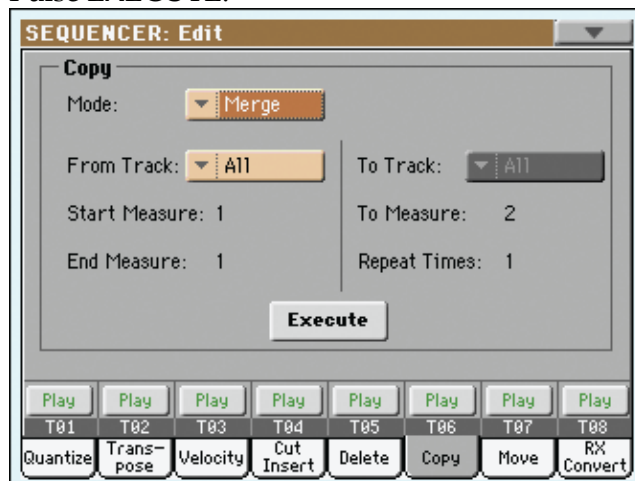 SEQUENCER: Edit
Copy
Mode: Merge
From Track: All To Track: All
Start Measure: 1 To Measure: 2
End Measure: 1 Repeat Times: 1
Execute
Play Play Play Play Play Play Play Play
T01 T02 T03 T04 T05 T06 T07 T08
Quantize Trans-pose Velocity Cut Insert Delete Copy Move RX Convert